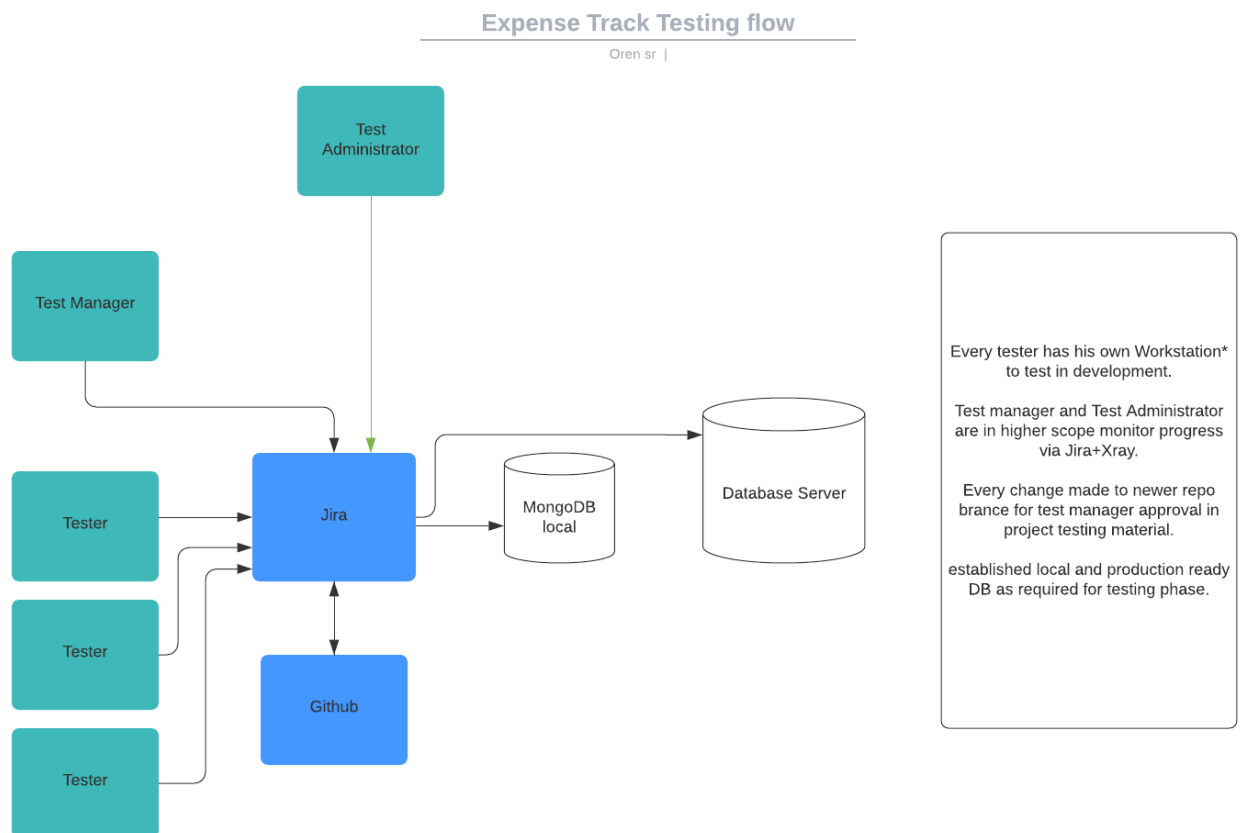 Expense Track Testing flow
Oren sr |
Test
Administrator
Test Manager
Every tester has his own Workstation*
to test in development.
Test manager and Test Administrator
are in higher scope monitor progress
via Jira+Xray.
Every change made to newer repo
brance for test manager approval in
project testing material.
established local and production ready
DB as required for testing phase.
Tester
Jira
MongoDB
local
Database Server
Tester
Github
Tester